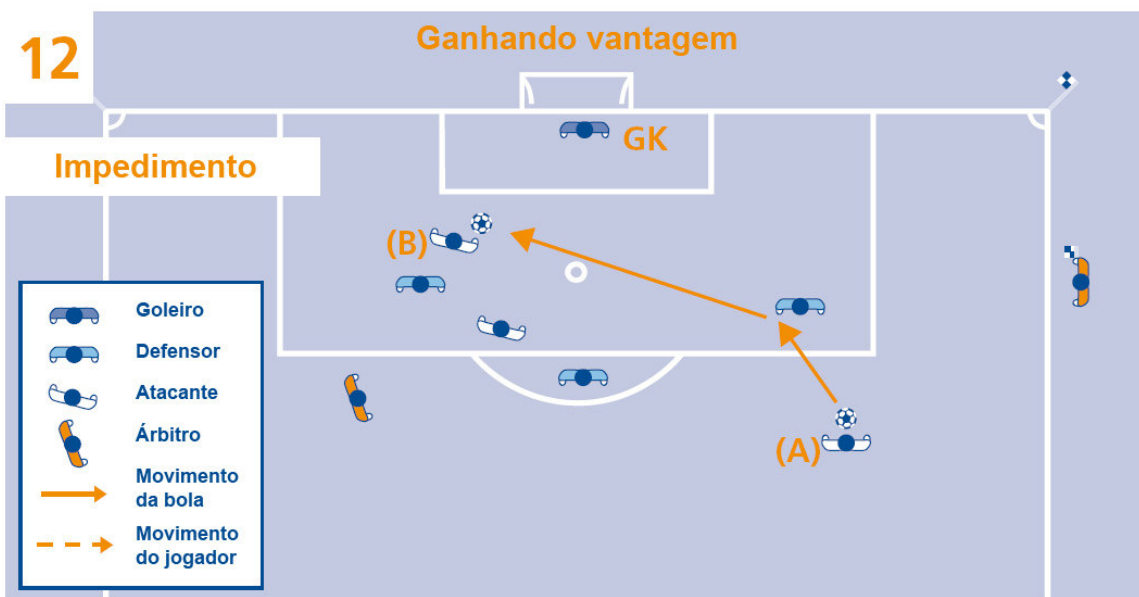 12
Ganhando vantagem
GK
Impedimento
(B)
(A)
Goleiro
Defensor
Atacante
Árbitro
Movimento
da bola
Movimento
do jogador